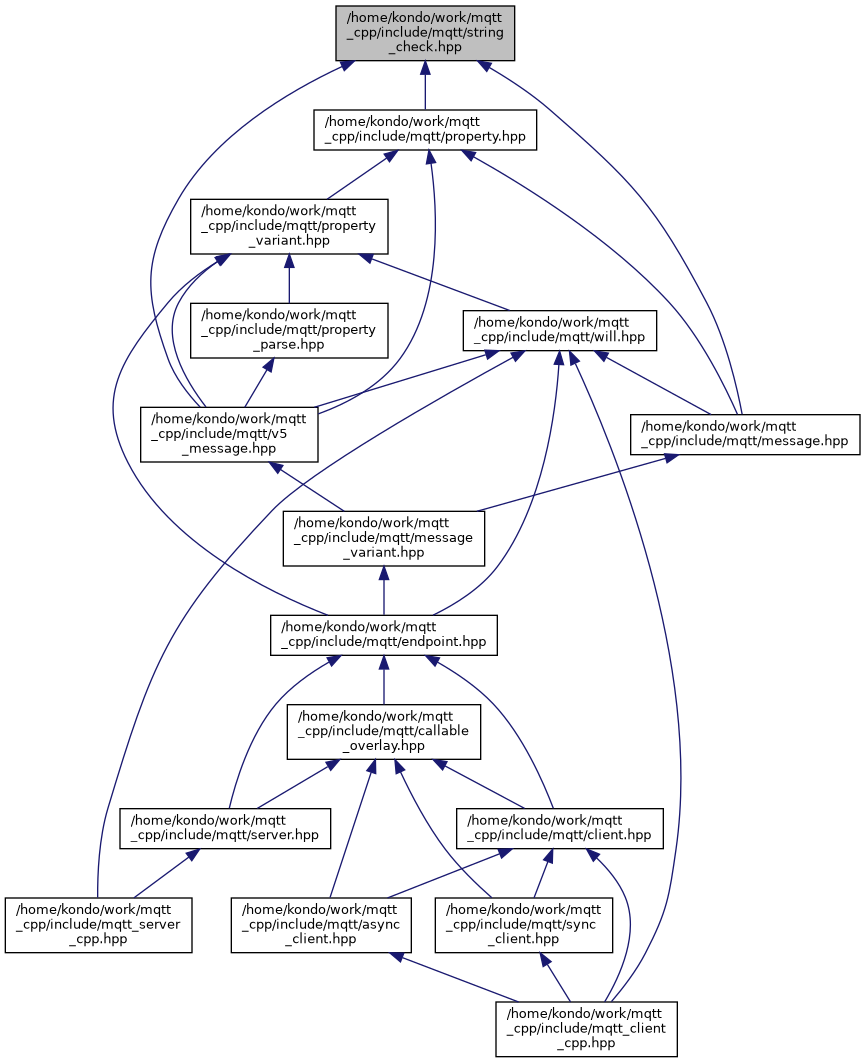 /home/kondo/work/mqtt
_cpp/include/mqtt/string
_check.hpp
/home/kondo/work/mqtt
_cpp/include/mqtt/property.hpp
/home/kondo/work/mqtt
_cpp/include/mqtt/property
_variant.hpp
/home/kondo/work/mqtt
_cpp/include/mqtt/property
_parse.hpp
/home/kondo/work/mqtt
_cpp/include/mqtt/will.hpp
/home/kondo/work/mqtt
_cpp/include/mqtt/v5
_message.hpp
/home/kondo/work/mqtt
_cpp/include/mqtt/message.hpp
/home/kondo/work/mqtt
_cpp/include/mqtt/message
_variant.hpp
/home/kondo/work/mqtt
_cpp/include/mqtt/endpoint.hpp
/home/kondo/work/mqtt
_cpp/include/mqtt/callable
_overlay.hpp
/home/kondo/work/mqtt
_cpp/include/mqtt/server.hpp
/home/kondo/work/mqtt
_cpp/include/mqtt/client.hpp
/home/kondo/work/mqtt
_cpp/include/mqtt_server
_cpp.hpp
/home/kondo/work/mqtt
_cpp/include/mqtt/async
_client.hpp
/home/kondo/work/mqtt
_cpp/include/mqtt/sync
_client.hpp
/home/kondo/work/mqtt
_cpp/include/mqtt_client
_cpp.hpp